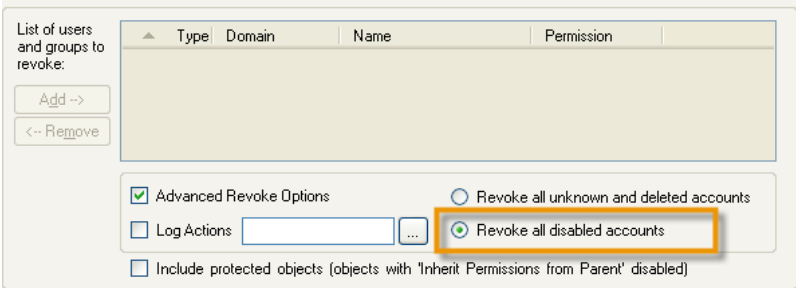 List of users
and groups to
revoke:
Type Domain Name Permission
Add -->
<-- Remove
Advanced Revoke Options
Revoke all unknown and deleted accounts
Log Actions ...
Revoke all disabled accounts
Include protected objects (objects with 'Inherit Permissions from Parent' disabled)